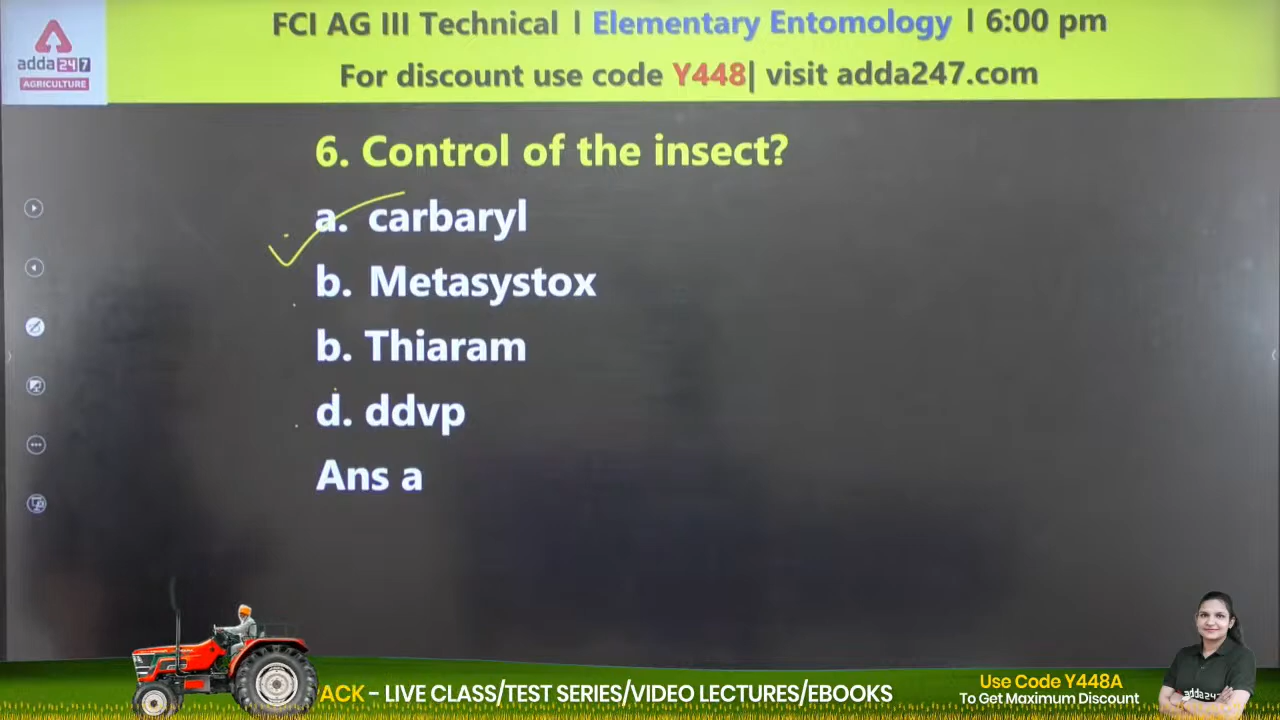 FCI AG III Technical I Elementary Entomology I 6:00 pm
adda247
AGRICULTURE
For discount use code Y448| visit adda247.com
6. Control of the insect?
a. carbaryl
b. Metasystox
b. Thiaram
d. ddvp
Ans a
ACK - LIVE CLASS/TEST SERIES/VIDEO LECTURES/EBOOKS
Use Code Y448A
To Get Maximum Discount
adda247